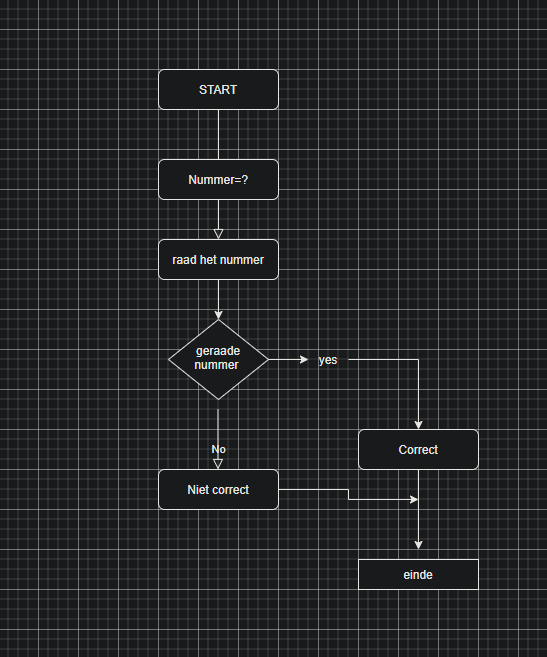 START
Nummer=?
raad het nummer
geraade
nummer
yes
No
Correct
Niet correct
einde